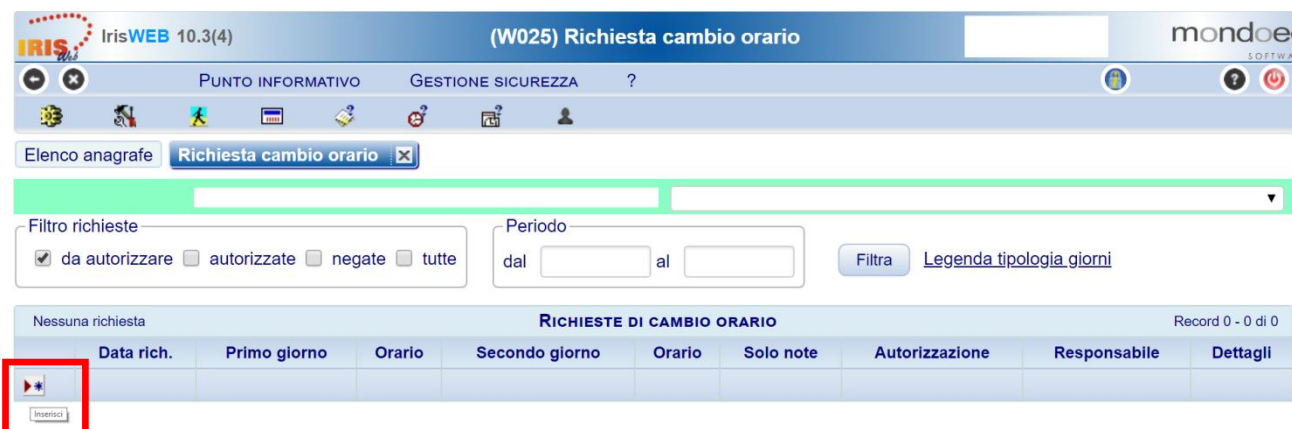 IRIS Web IrisWEB 10.3(4) (W025) Richiesta cambio orario mondoe
SOFTWA
PUNTO INFORMATIVO GESTIONE SICUREZZA ? ?
Elenco anagrafe Richiesta cambio orario
Filtro richieste Periodo
da autorizzare autorizzate negate tutte dal al Filtra Legenda tipologia giorni
Nessuna richiesta RICHIESTE DI CAMBIO ORARIO Record 0 - 0 di 0
Data rich. Primo giorno Orario Secondo giorno Orario Solo note Autorizzazione Responsabile Dettagli
Inserisci